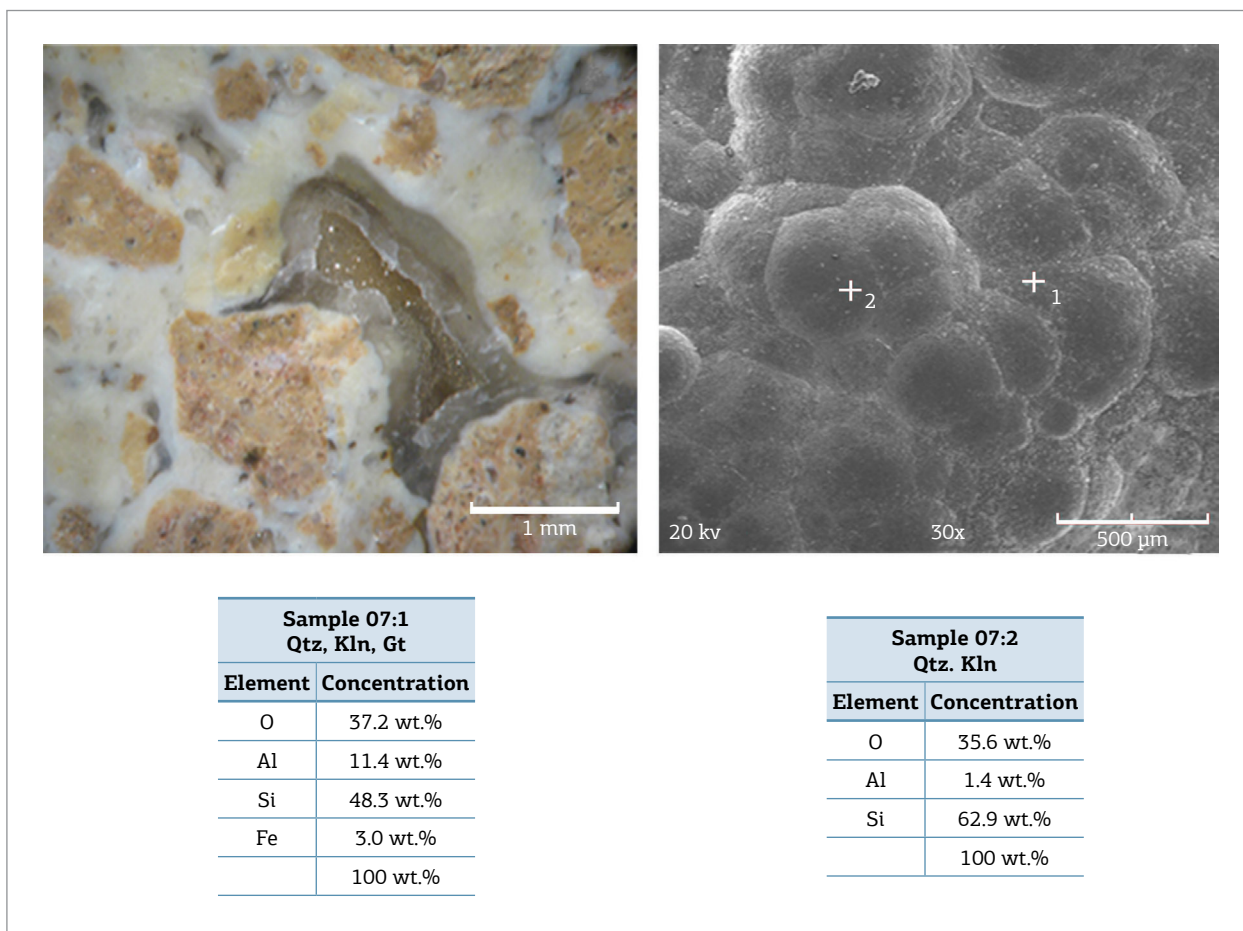 1 mm
2
1
20 kv
30x
500 µm
Sample 07:1
Qtz, Kln, Gt
Element Concentration
O 37.2 wt.%
Al 11.4 wt.%
Si 48.3 wt.%
Fe 3.0 wt.%
100 wt.%
Sample 07:2
Qtz. Kln
Element Concentration
O 35.6 wt.%
Al 1.4 wt.%
Si 62.9 wt.%
100 wt.%